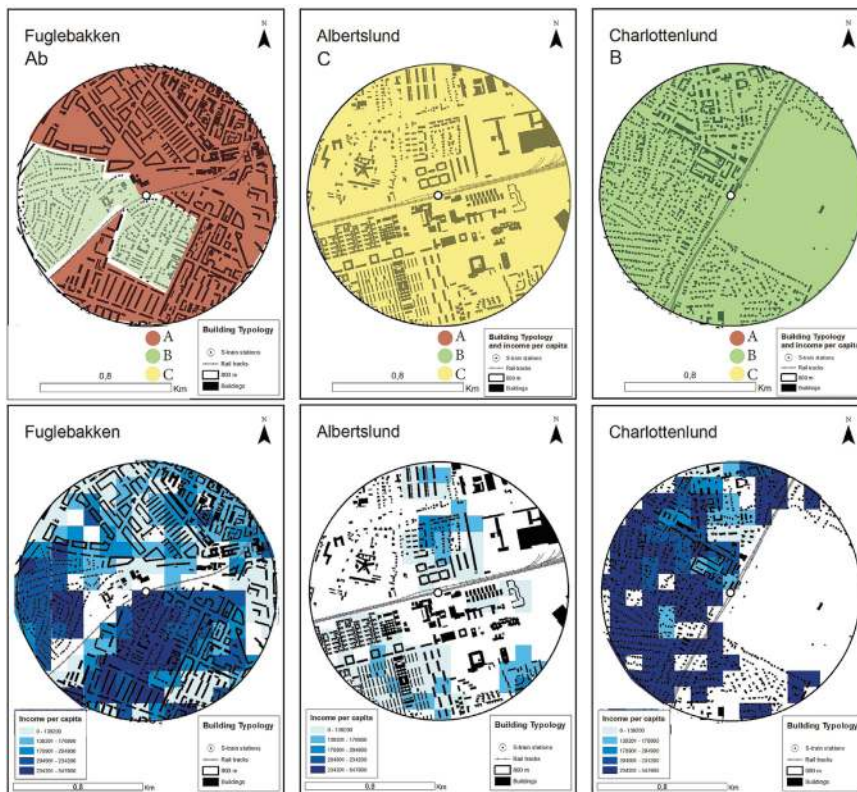 N
Fuglebakken
Ab
A
B
C
Building Typology
S-train stations
Rail tracks
800 m
Buildings
0,8
Km
N
Albertslund
C
A
B
C
Building Typology
and income per capita
S-train stations
Rail tracks
800 m
Buildings
0,8
Km
N
Charlottenlund
B
A
B
C
Building Typology
and income per capita
S-train stations
Rail tracks
800 m
Buildings
0,8
Km
N
Fuglebakken
Income per capita
Building Typology
S-train stations
Rail tracks
800 m
Buildings
0,8
Km
N
Albertslund
Income per capita
Building Typology
S-train stations
Rail tracks
800 m
Buildings
0,8
Km
N
Charlottenlund
Income per capita
Building Typology
S-train stations
Rail tracks
800 m
Buildings
0,8
Km